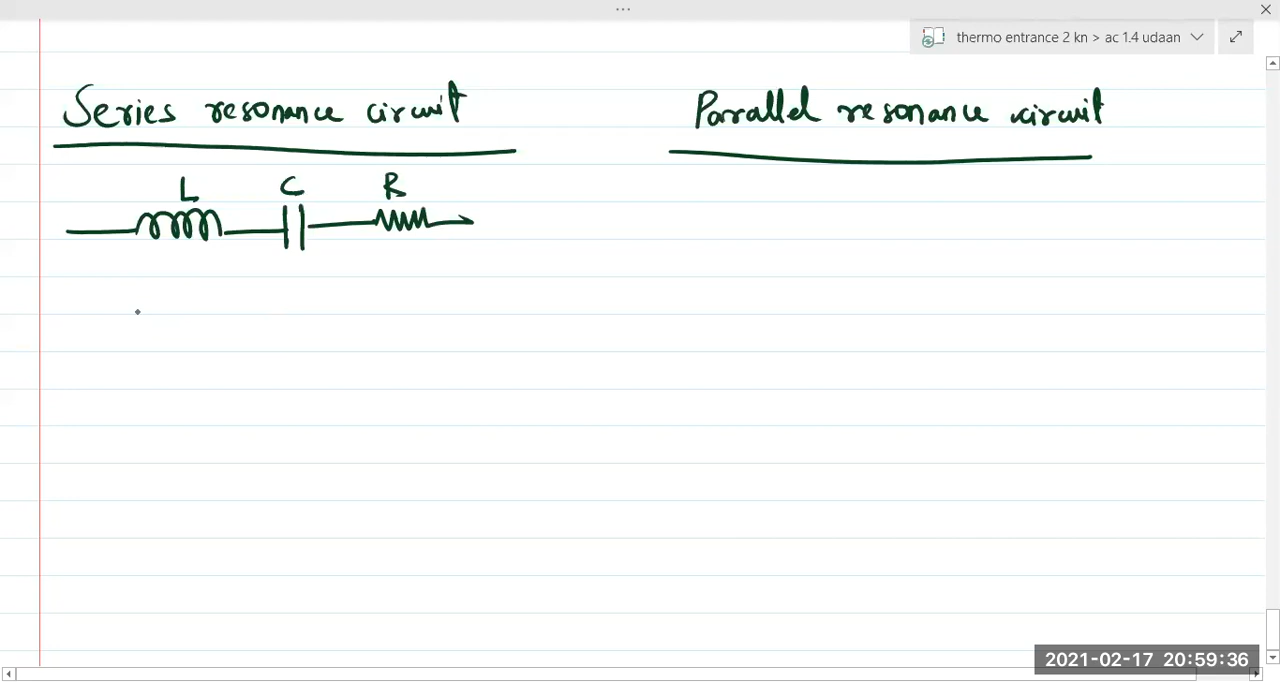 thermo entrance 2 kn > ac 1.4 udaan
Series resonance circuit
Parallel resonance circuit
L C R
2021-02-17 20:59:36